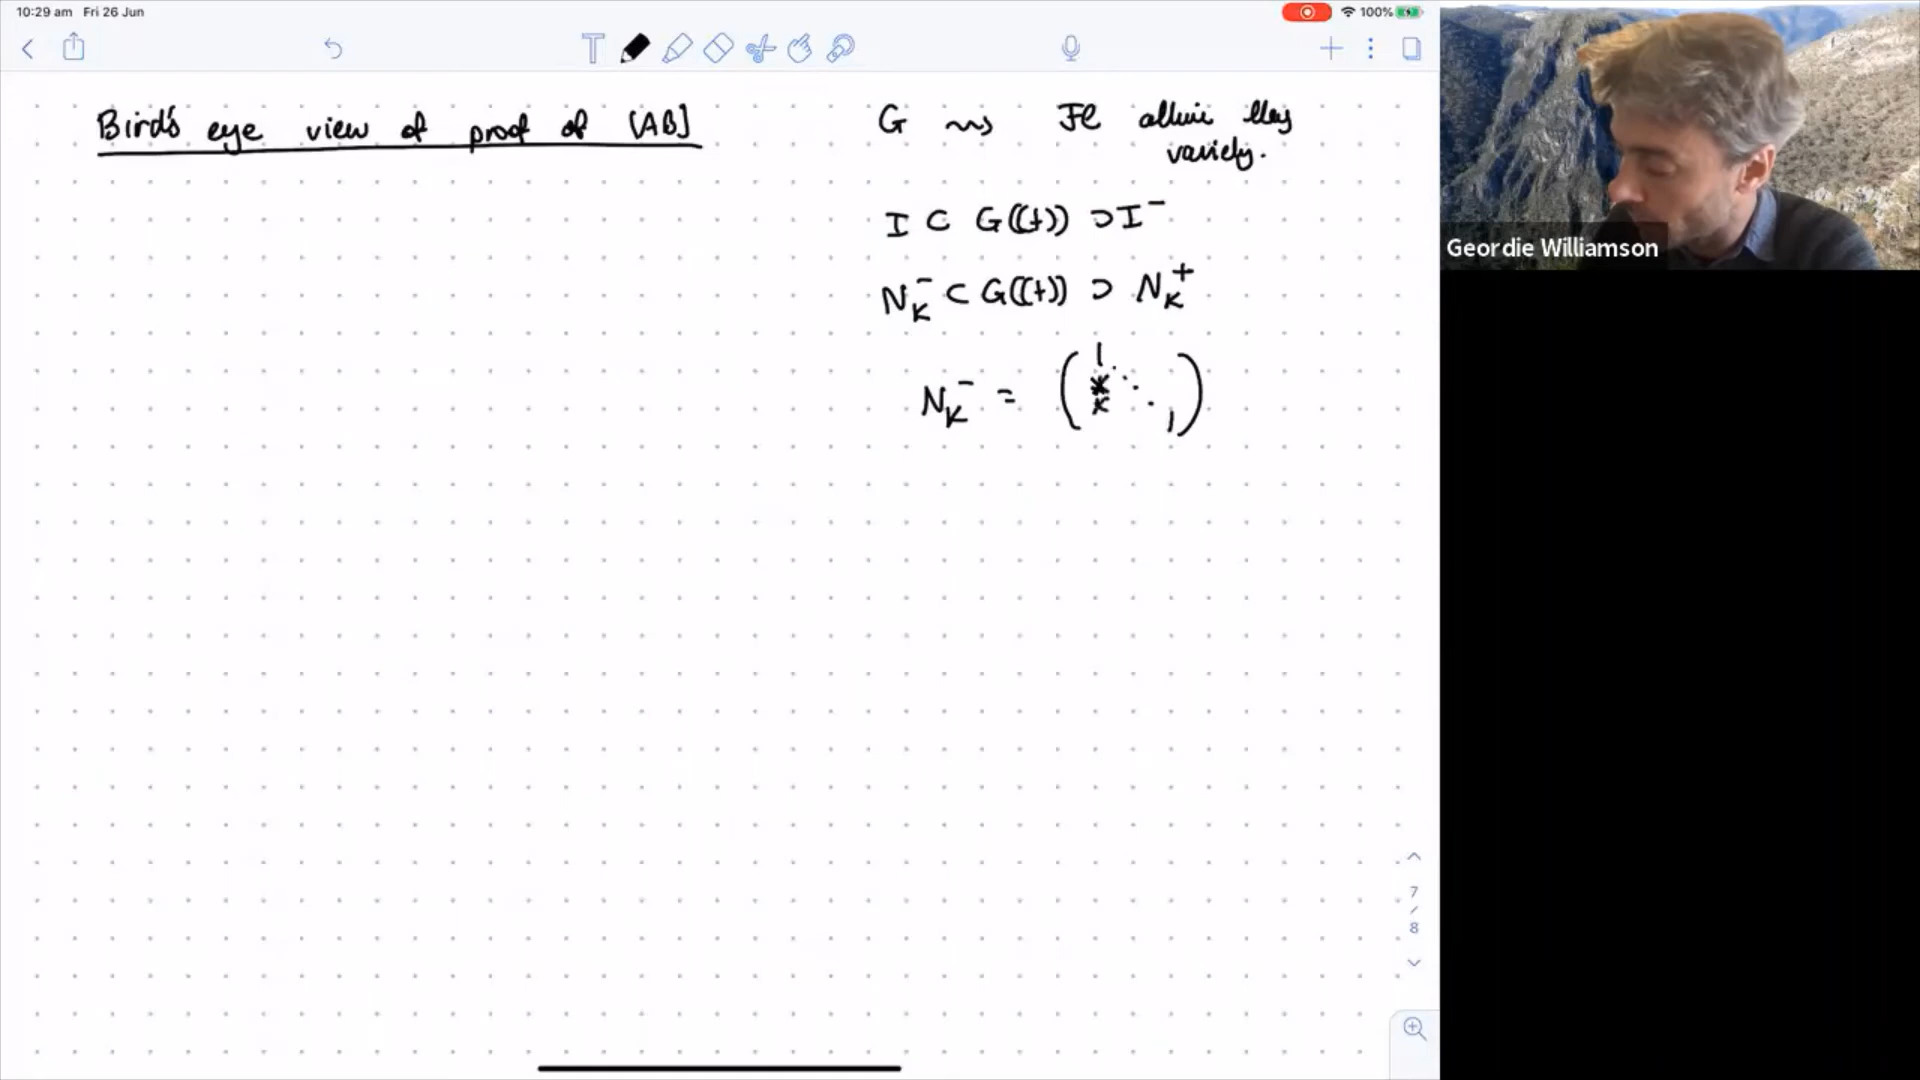 10:29 am Fri 26 Jun
100%
Bird's eye view of proof of [AB]
G ⇝ Fl affine flag
variety.
I ⊂ G((t)) ⊃ I⁻
N_K⁻ ⊂ G((t)) ⊃ N_K⁺
N_K⁻ = ( 1 * * ⋱ 1 )
Geordie Williamson
7
/
8